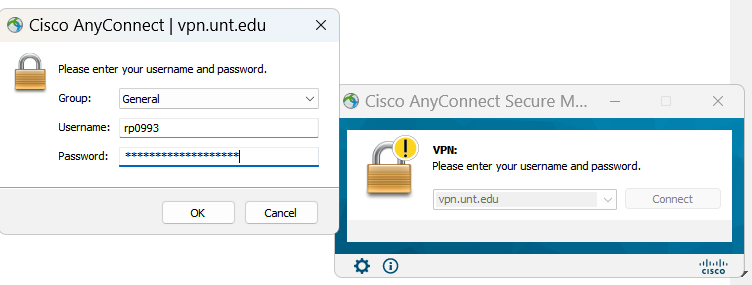 Cisco AnyConnect | vpn.unt.edu
Please enter your username and password.
Group: General
Username: rp0993
Password: *******************
OK Cancel
Cisco AnyConnect Secure M...
VPN:
Please enter your username and password.
vpn.unt.edu Connect
CISCO